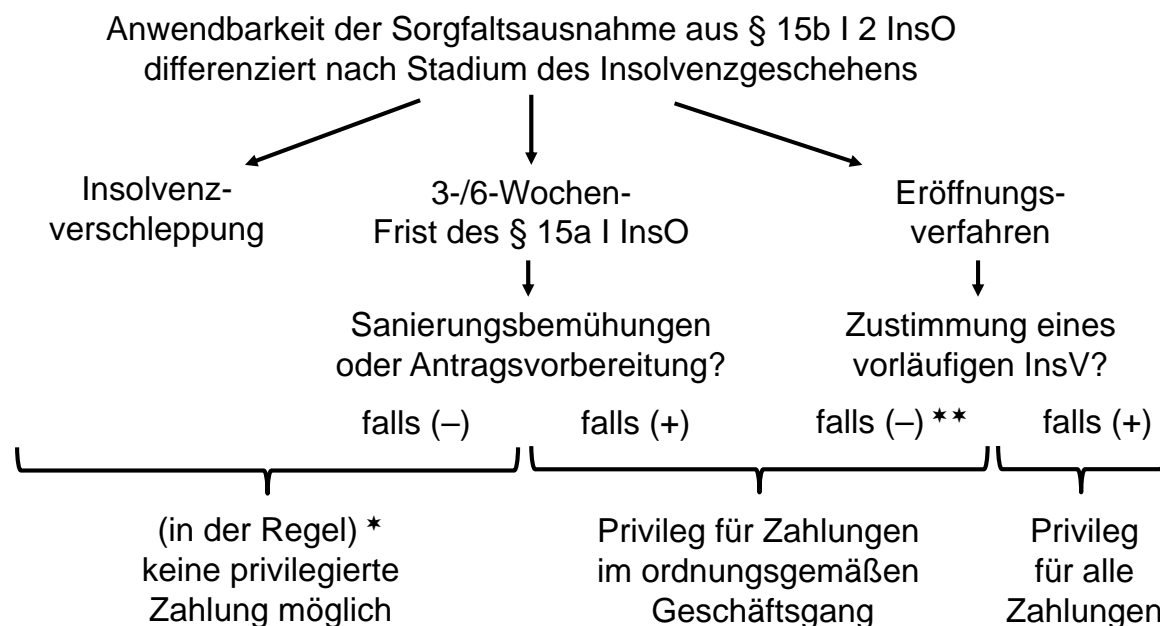 Anwendbarkeit der Sorgfaltsausnahme aus § 15b I 2 InsO
differenziert nach Stadium des Insolvenzgeschehens
Insolvenz-
verschleppung
3-/6-Wochen-
Frist des § 15a I InsO
Eröffnungs-
verfahren
Sanierungsbemühungen
oder Antragsvorbereitung?
Zustimmung eines
vorläufigen InsV?
falls (–)
falls (+)
falls (–) ★★
falls (+)
(in der Regel) ★
keine privilegierte
Zahlung möglich
Privileg für Zahlungen
im ordnungsgemäßen
Geschäftsgang
Privileg
für alle
Zahlungen